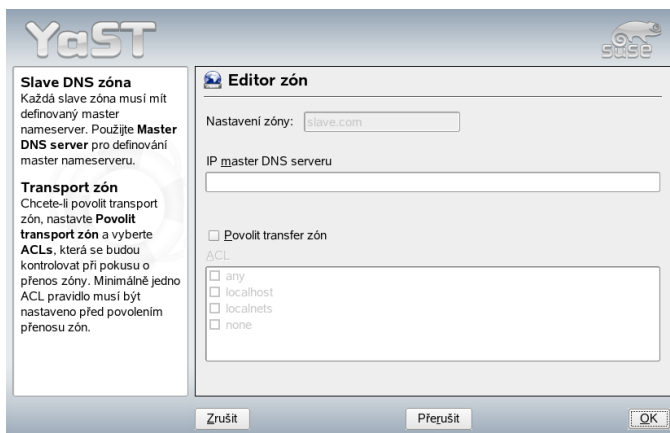 YaST
SUSE
Slave DNS zóna
Každá slave zóna musí mít
definovaný master
nameserver. Použijte Master
DNS server pro definování
master nameserveru.
Transport zón
Chcete-li povolit transport
zón, nastavte Povolit
transport zón a vyberte
ACLs, která se budou
kontrolovat při pokusu o
přenos zóny. Minimálně jedno
ACL pravidlo musí být
nastaveno před povolením
přenosu zón.
Editor zón
Nastavení zóny: slave.com
IP master DNS serveru
Povolit transfer zón
ACL
any
localhost
localnets
none
Zrušit
Přerušit
OK